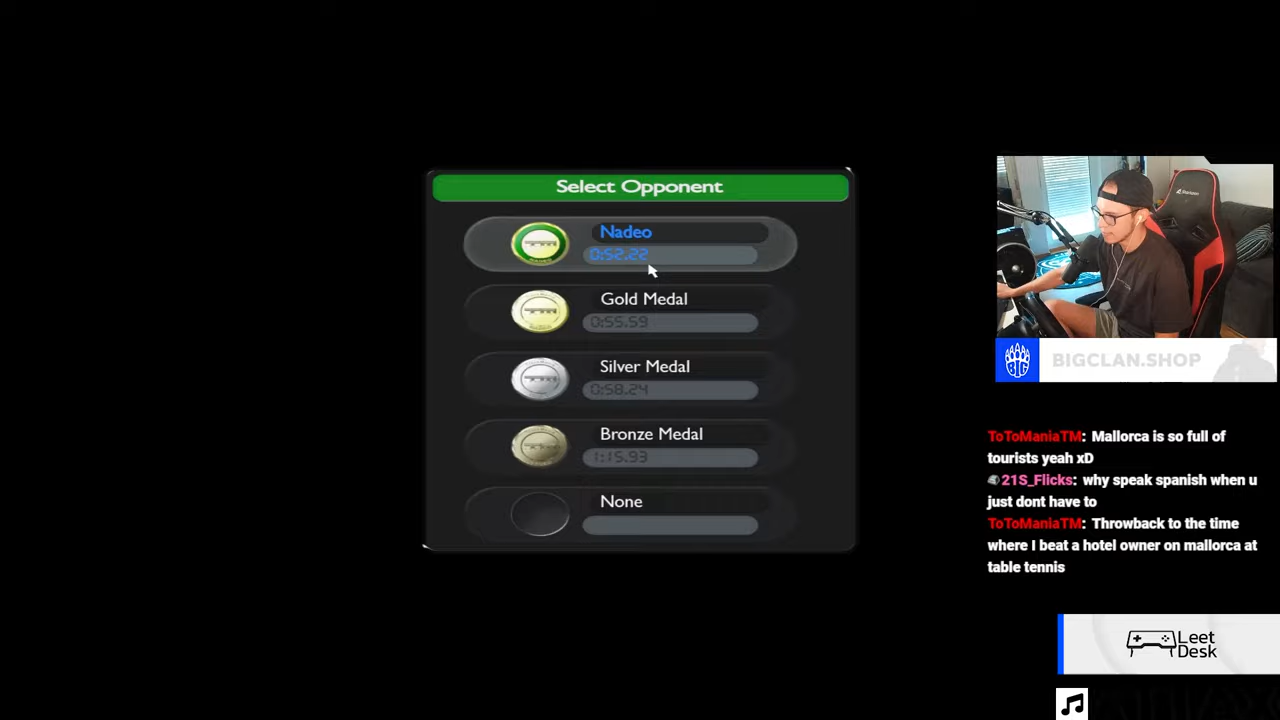 Select Opponent
Nadeo
0:52.22
Gold Medal
0:55.59
Silver Medal
0:58.24
Bronze Medal
1:15.93
None
BIGCLAN.SHOP
ToToManiaTM: Mallorca is so full of
tourists yeah xD
21S_Flicks: why speak spanish when u
just dont have to
ToToManiaTM: Throwback to the time
where I beat a hotel owner on mallorca at
table tennis
Leet
Desk